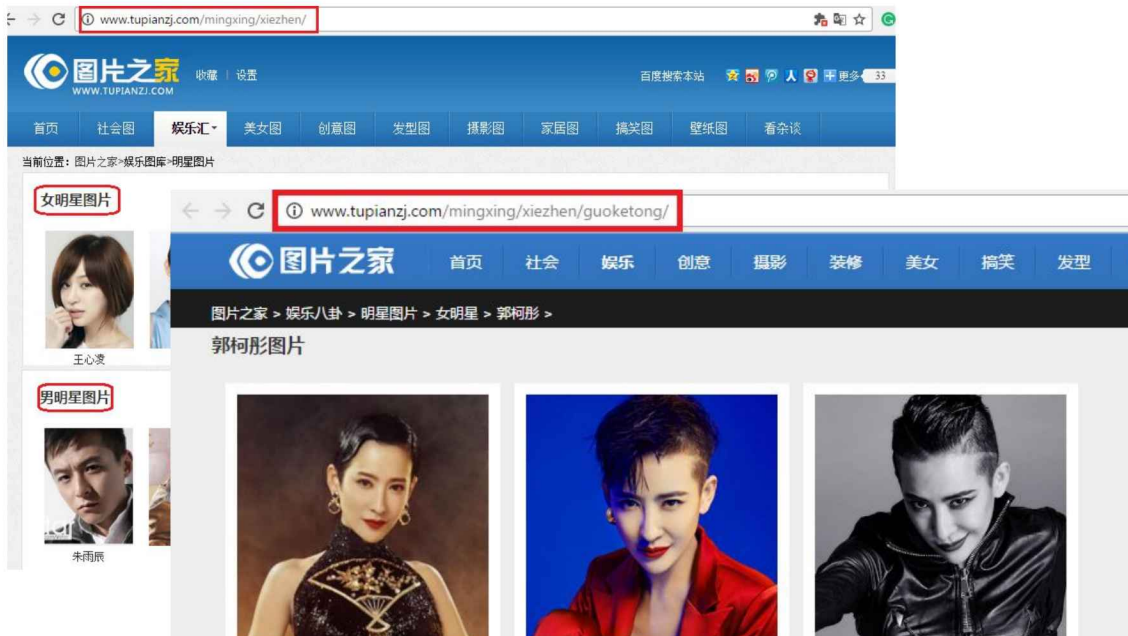 www.tupianzj.com/mingxing/xiezhen/
图片之家 收藏 | 设置
WWW.TUPIANZJ.COM
百度搜索本站 更多 33
首页 社会图 娱乐汇 美女图 创意图 发型图 摄影图 家居图 搞笑图 壁纸图 看杂谈
当前位置：图片之家>娱乐图库>明星图片
女明星图片
王心凌
男明星图片
朱雨辰
www.tupianzj.com/mingxing/xiezhen/guoketong/
图片之家 首页 社会 娱乐 创意 摄影 装修 美女 搞笑 发型
图片之家 > 娱乐八卦 > 明星图片 > 女明星 > 郭柯彤 >
郭柯彤图片